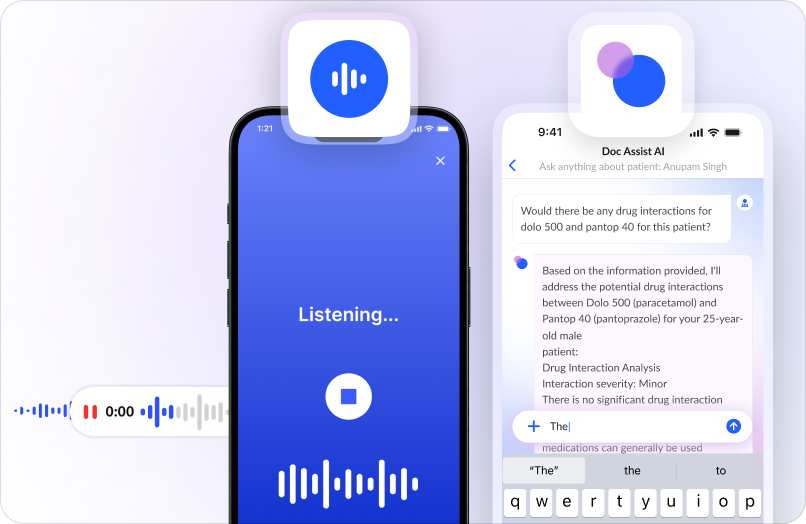 1:21
Listening...
0:00
9:41
Doc Assist AI
Ask anything about patient: Anupam Singh
Would there be any drug interactions for
dolo 500 and pantop 40 for this patient?
Based on the information provided, I'll
address the potential drug interactions
between Dolo 500 (paracetamol) and
Pantop 40 (pantoprazole) for your 25-year-
old male
patient:
Drug Interaction Analysis
Interaction severity: Minor
There is no significant drug interaction
The
medications can generally be used
“The”
the
to
q w e r t y u i o p